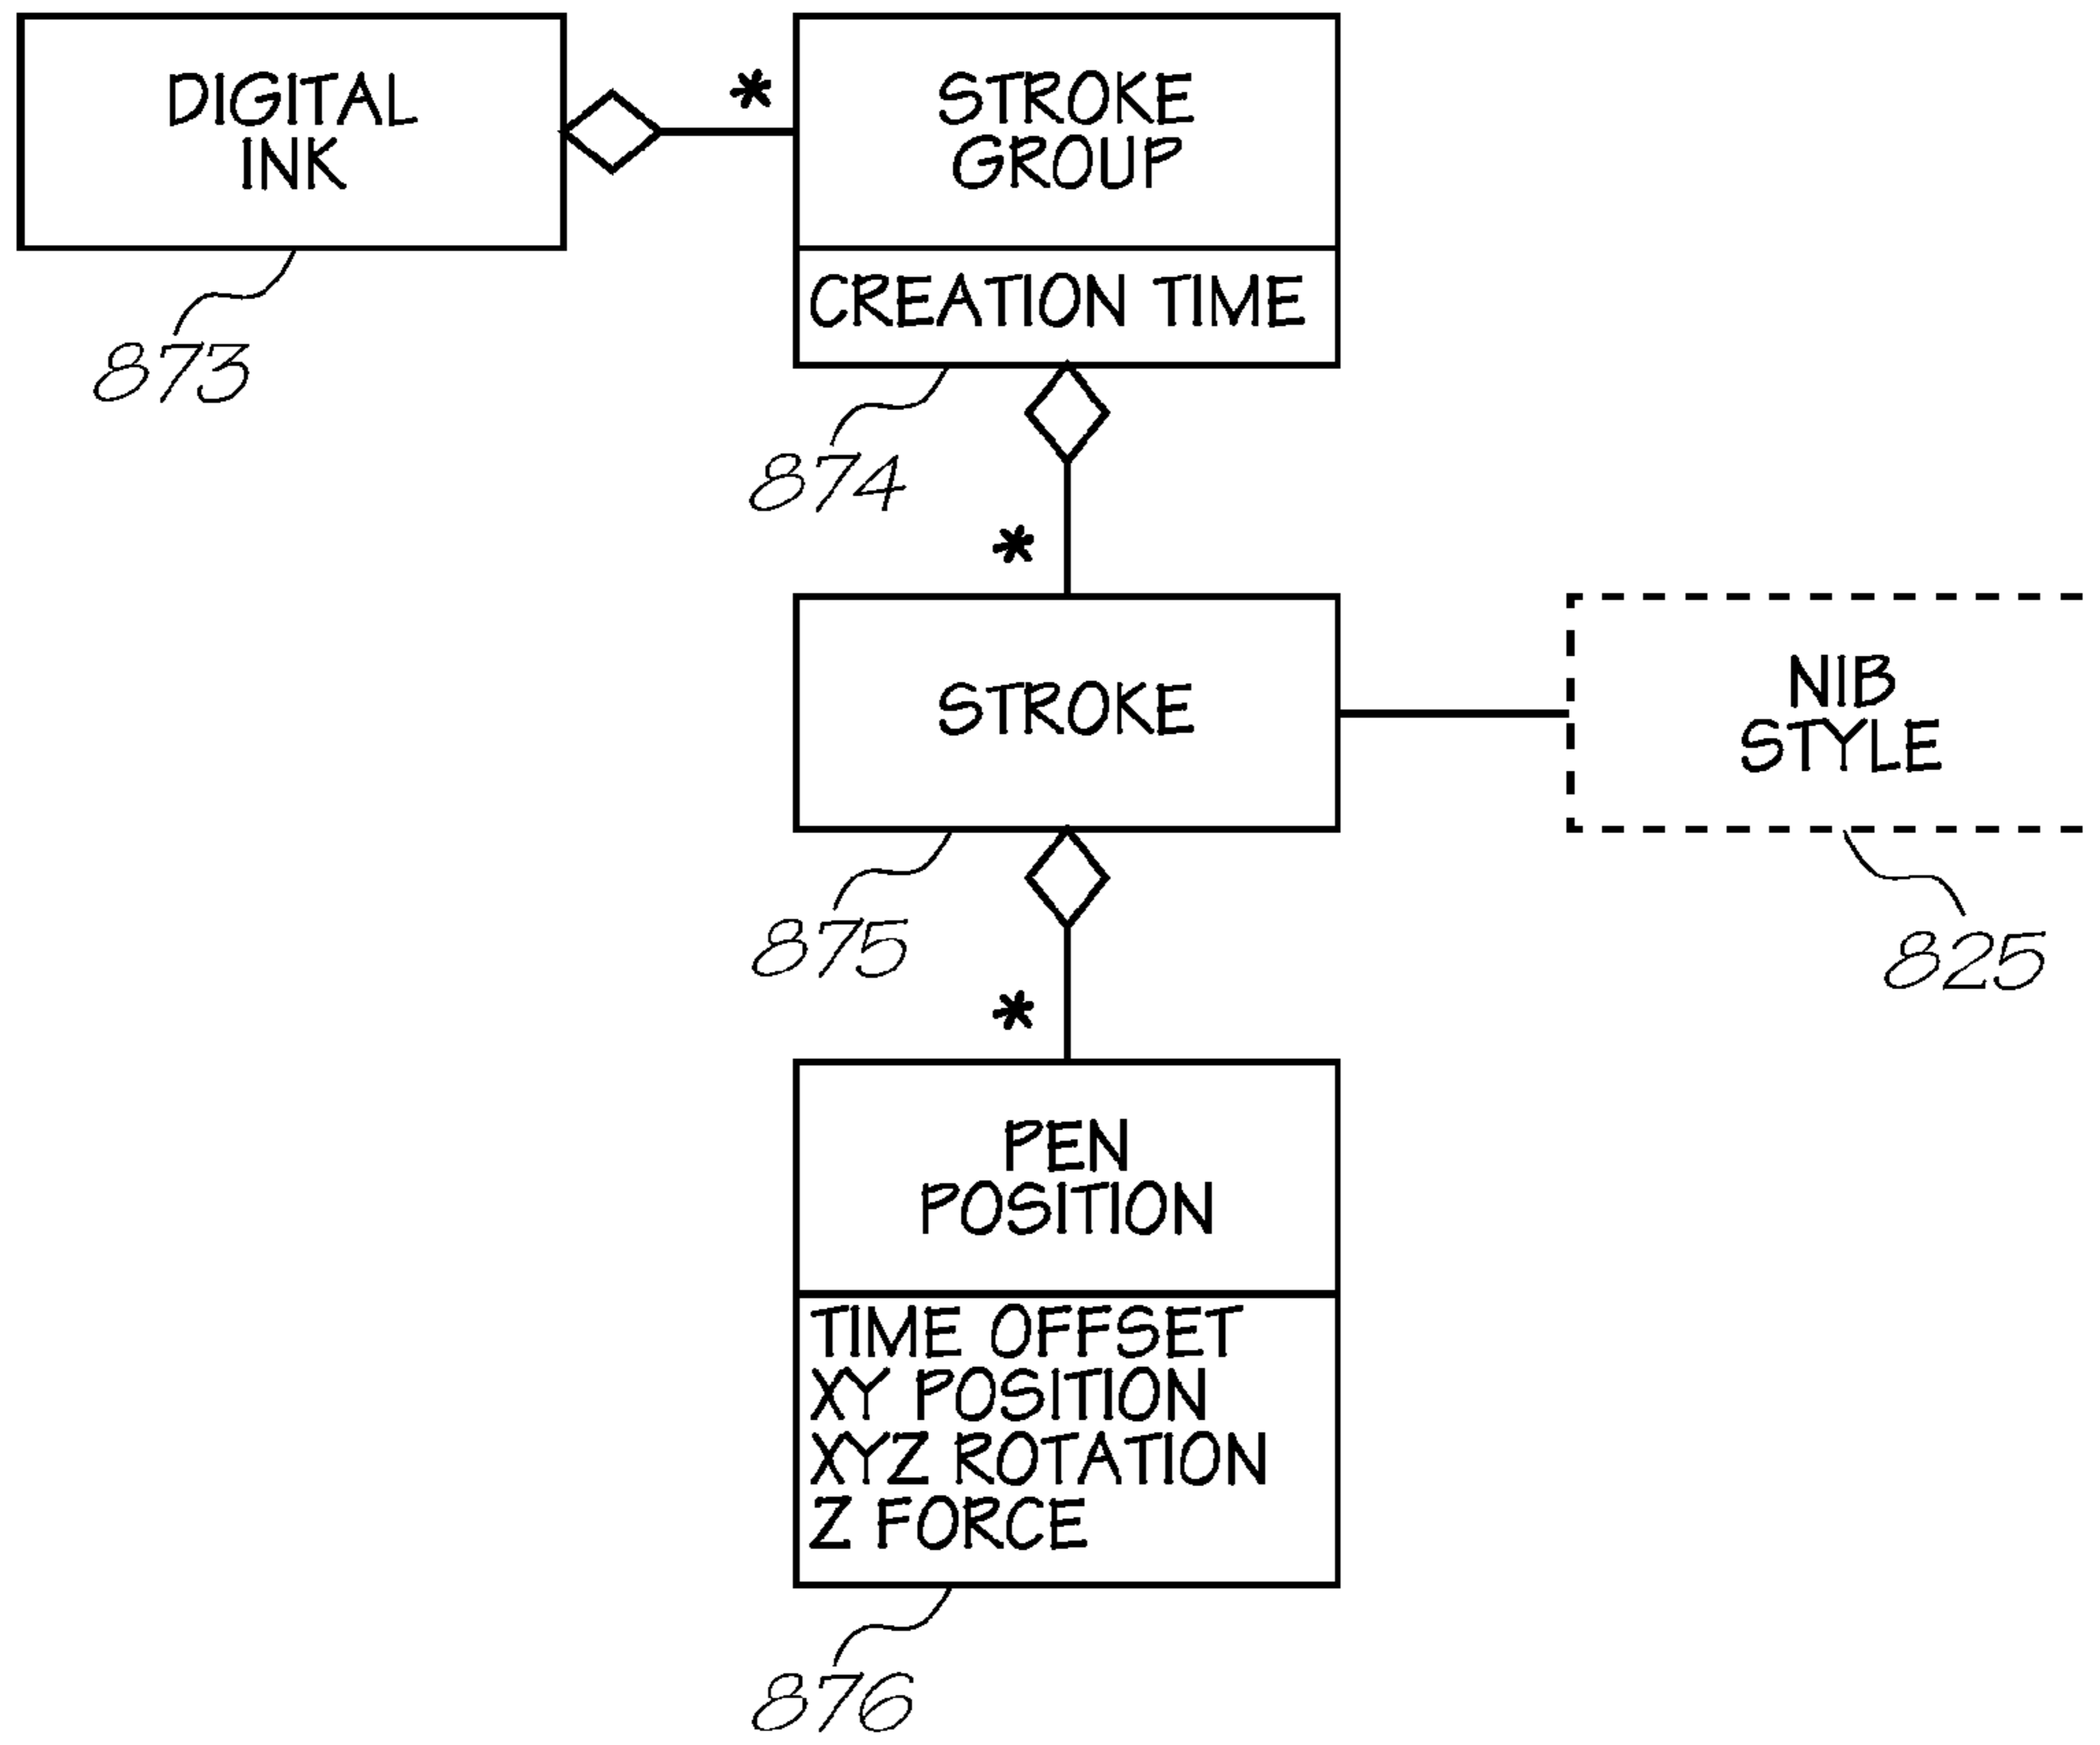 DIGITAL
INK
*
STROKE
GROUP
CREATION TIME
873
874
*
STROKE
NIB
STYLE
875
825
*
PEN
POSITION
TIME OFFSET
XY POSITION
XYZ ROTATION
Z FORCE
876